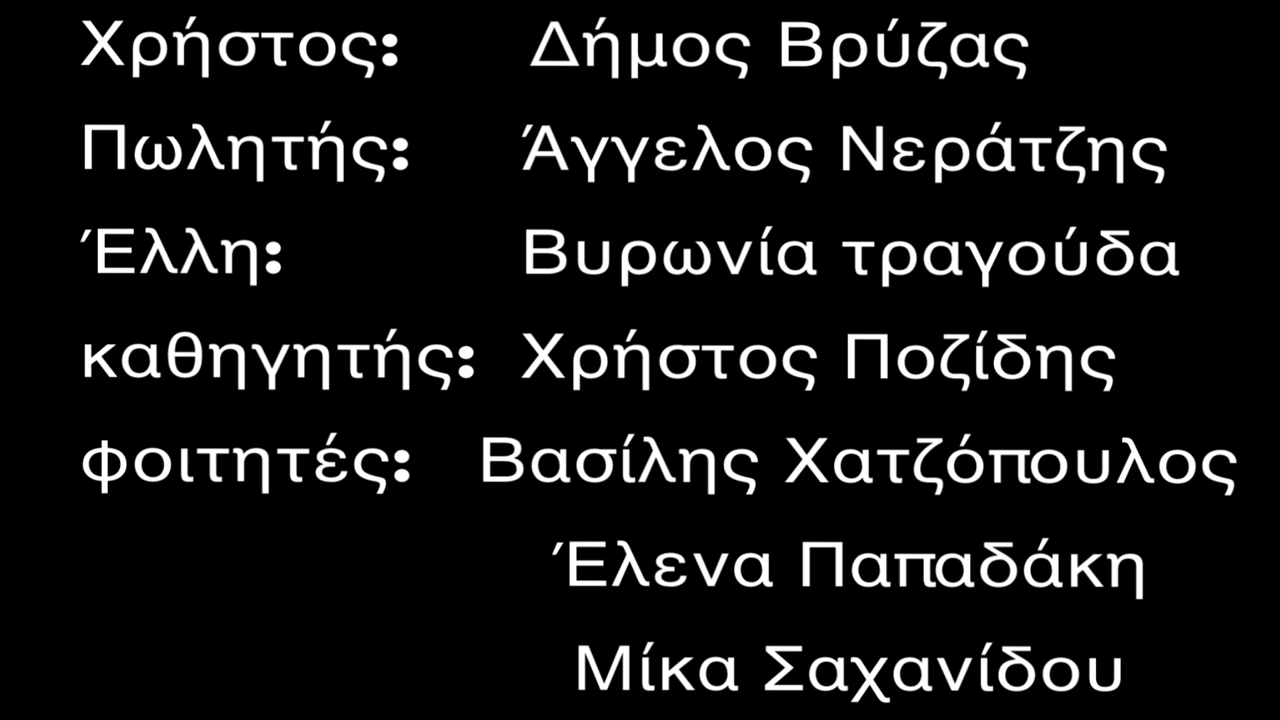 Χρήστος: Δήμος Βρύζας
Πωλητής: Άγγελος Νεράτζης
Έλλη: Βυρωνία τραγούδα
καθηγητής: Χρήστος Ποζίδης
φοιτητές: Βασίλης Χατζόπουλος
Έλενα Παπαδάκη
Μίκα Σαχανίδου